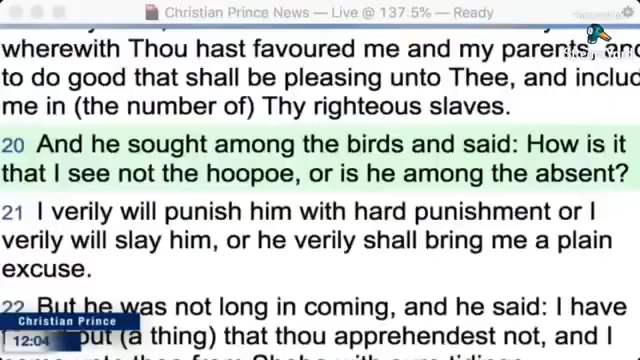 Christian Prince News — Live @ 137.5% — Ready
wherewith Thou hast favoured me and my parents, and
to do good that shall be pleasing unto Thee, and includ
me in (the number of) Thy righteous slaves.
20 And he sought among the birds and said: How is it
that I see not the hoopoe, or is he among the absent?
21 I verily will punish him with hard punishment or I
verily will slay him, or he verily shall bring me a plain
excuse.
22 But he was not long in coming, and he said: I have
Christian Prince
12:04
out (a thing) that thou apprehendest not, and I